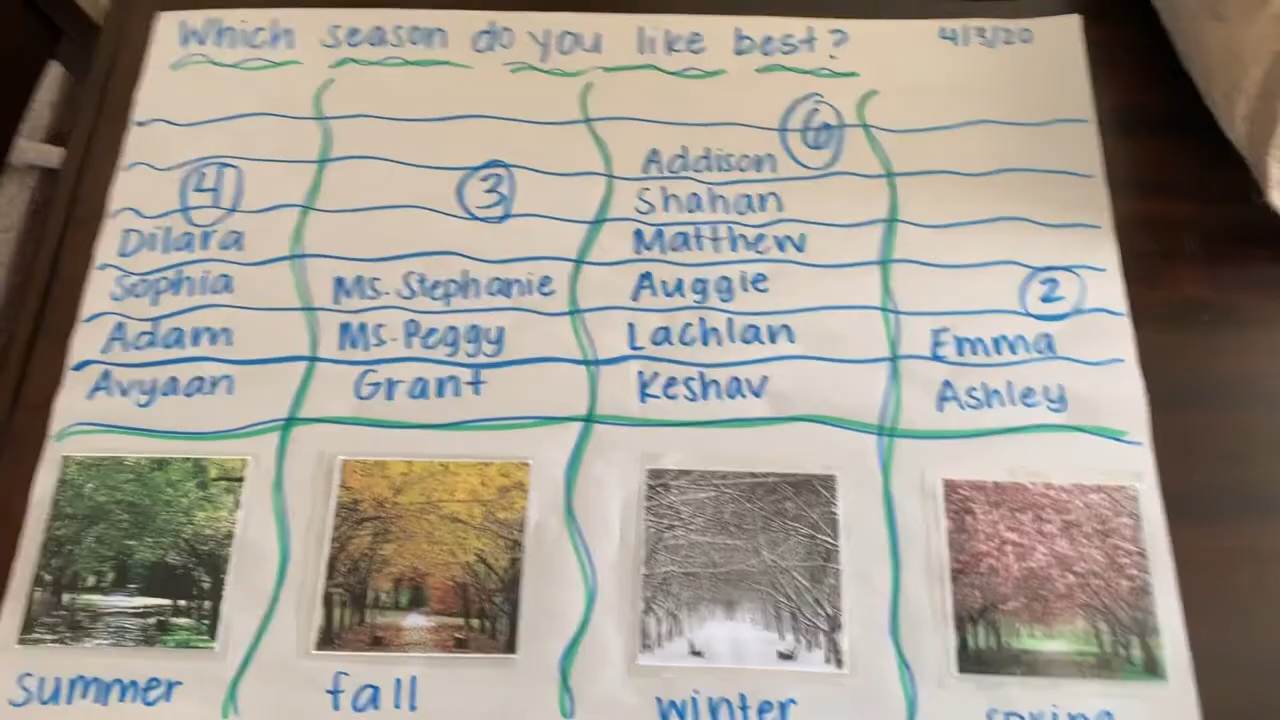 Which season do you like best? 4/3/20
6
Addison
4 3 Shahan
Dilara Matthew
Sophia Ms. Stephanie Auggie 2
Adam Ms. Peggy Lachlan Emma
Avyaan Grant Keshav Ashley
summer fall winter spring